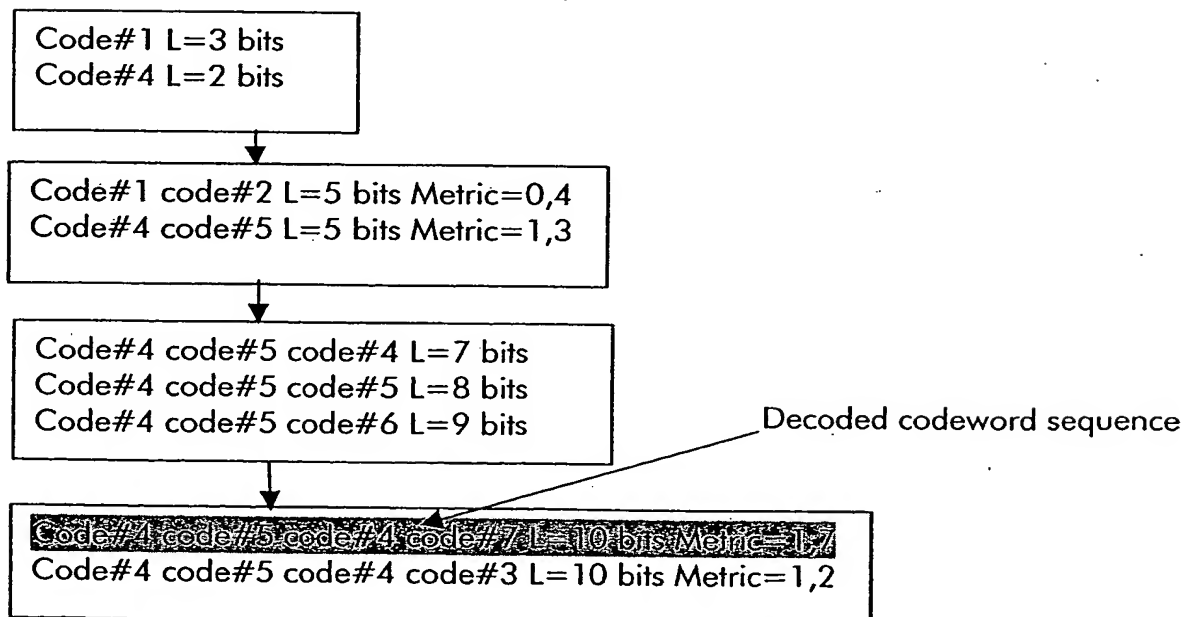 Code#1 L=3 bits
Code#4 L=2 bits
Code#1 code#2 L=5 bits Metric=0,4
Code#4 code#5 L=5 bits Metric=1,3
Code#4 code#5 code#4 L=7 bits
Code#4 code#5 code#5 L=8 bits
Code#4 code#5 code#6 L=9 bits
Decoded codeword sequence
Code#4 code#5 code#4 code#7 L=10 bits Metric=1,7
Code#4 code#5 code#4 code#3 L=10 bits Metric=1,2